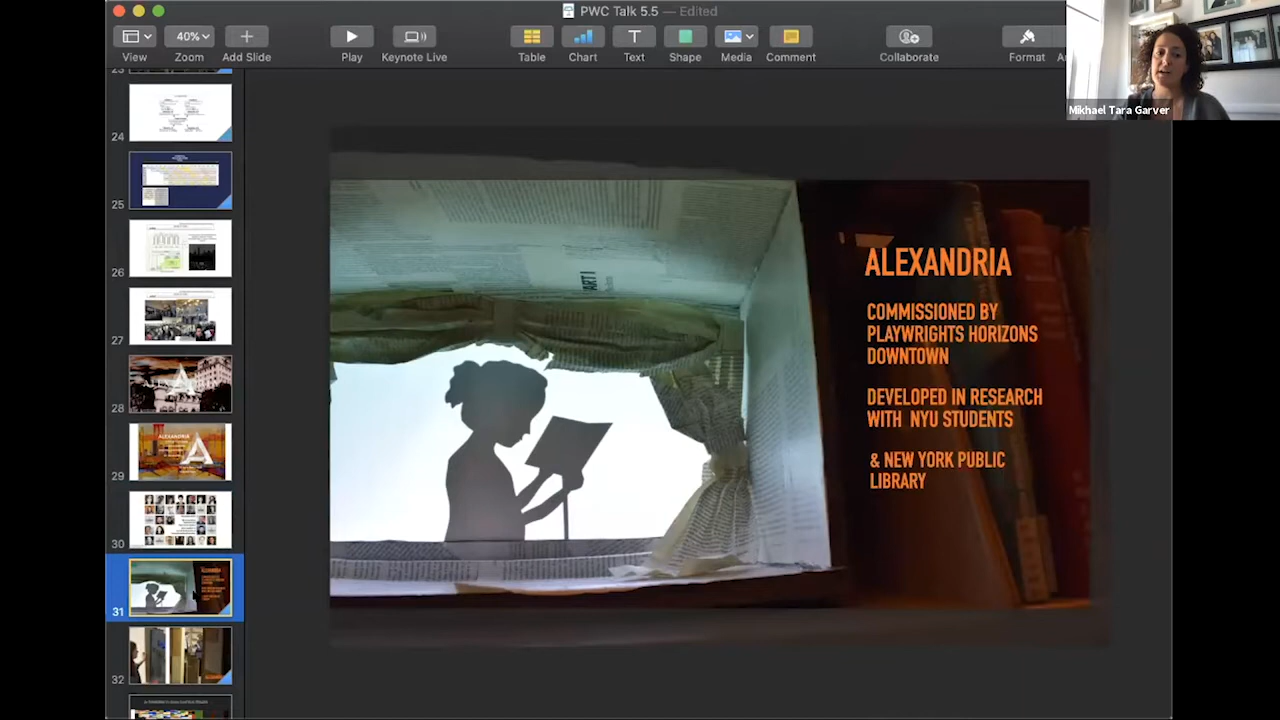 PWC Talk 5.5 — Edited
40%
View
Zoom
Add Slide
Play
Keynote Live
Table
Chart
Text
Shape
Media
Comment
Collaborate
Format
Mikhael Tara Garver
24
25
26
27
28
29
30
31
32
ALEXANDRIA
COMMISSIONED BY
PLAYWRIGHTS HORIZONS
DOWNTOWN
DEVELOPED IN RESEARCH
WITH NYU STUDENTS
& NEW YORK PUBLIC
LIBRARY